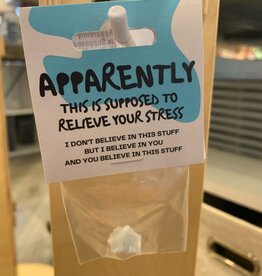 APPARENTLY
THIS IS SUPPOSED TO
RELIEVE YOUR STRESS
I DON'T BELIEVE IN THIS STUFF
BUT I BELIEVE IN YOU
AND YOU BELIEVE IN THIS STUFF